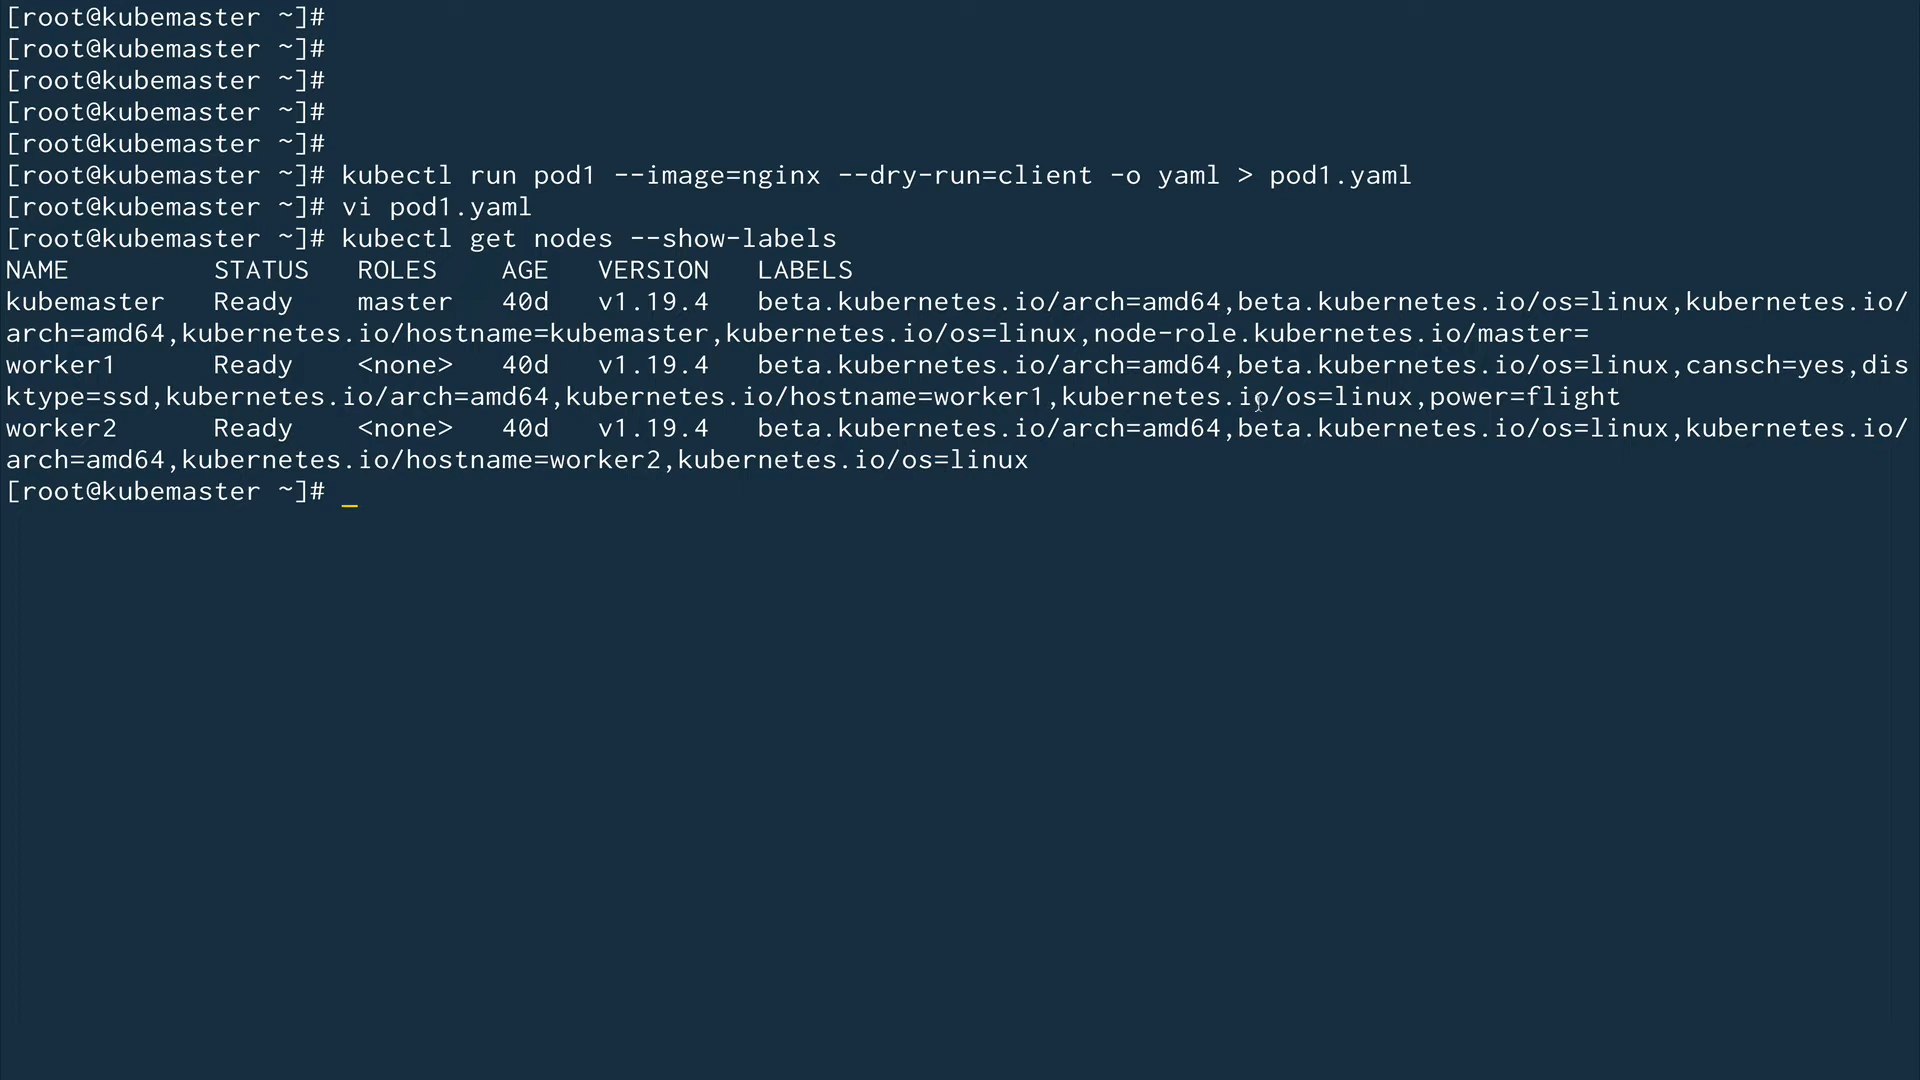 [root@kubemaster ~]#
[root@kubemaster ~]#
[root@kubemaster ~]#
[root@kubemaster ~]#
[root@kubemaster ~]#
[root@kubemaster ~]# kubectl run pod1 --image=nginx --dry-run=client -o yaml > pod1.yaml
[root@kubemaster ~]# vi pod1.yaml
[root@kubemaster ~]# kubectl get nodes --show-labels
NAME         STATUS   ROLES    AGE   VERSION   LABELS
kubemaster   Ready    master   40d   v1.19.4   beta.kubernetes.io/arch=amd64,beta.kubernetes.io/os=linux,kubernetes.io/
arch=amd64,kubernetes.io/hostname=kubemaster,kubernetes.io/os=linux,node-role.kubernetes.io/master=
worker1      Ready    <none>   40d   v1.19.4   beta.kubernetes.io/arch=amd64,beta.kubernetes.io/os=linux,cansch=yes,dis
ktype=ssd,kubernetes.io/arch=amd64,kubernetes.io/hostname=worker1,kubernetes.io/os=linux,power=flight
worker2      Ready    <none>   40d   v1.19.4   beta.kubernetes.io/arch=amd64,beta.kubernetes.io/os=linux,kubernetes.io/
arch=amd64,kubernetes.io/hostname=worker2,kubernetes.io/os=linux
[root@kubemaster ~]# _